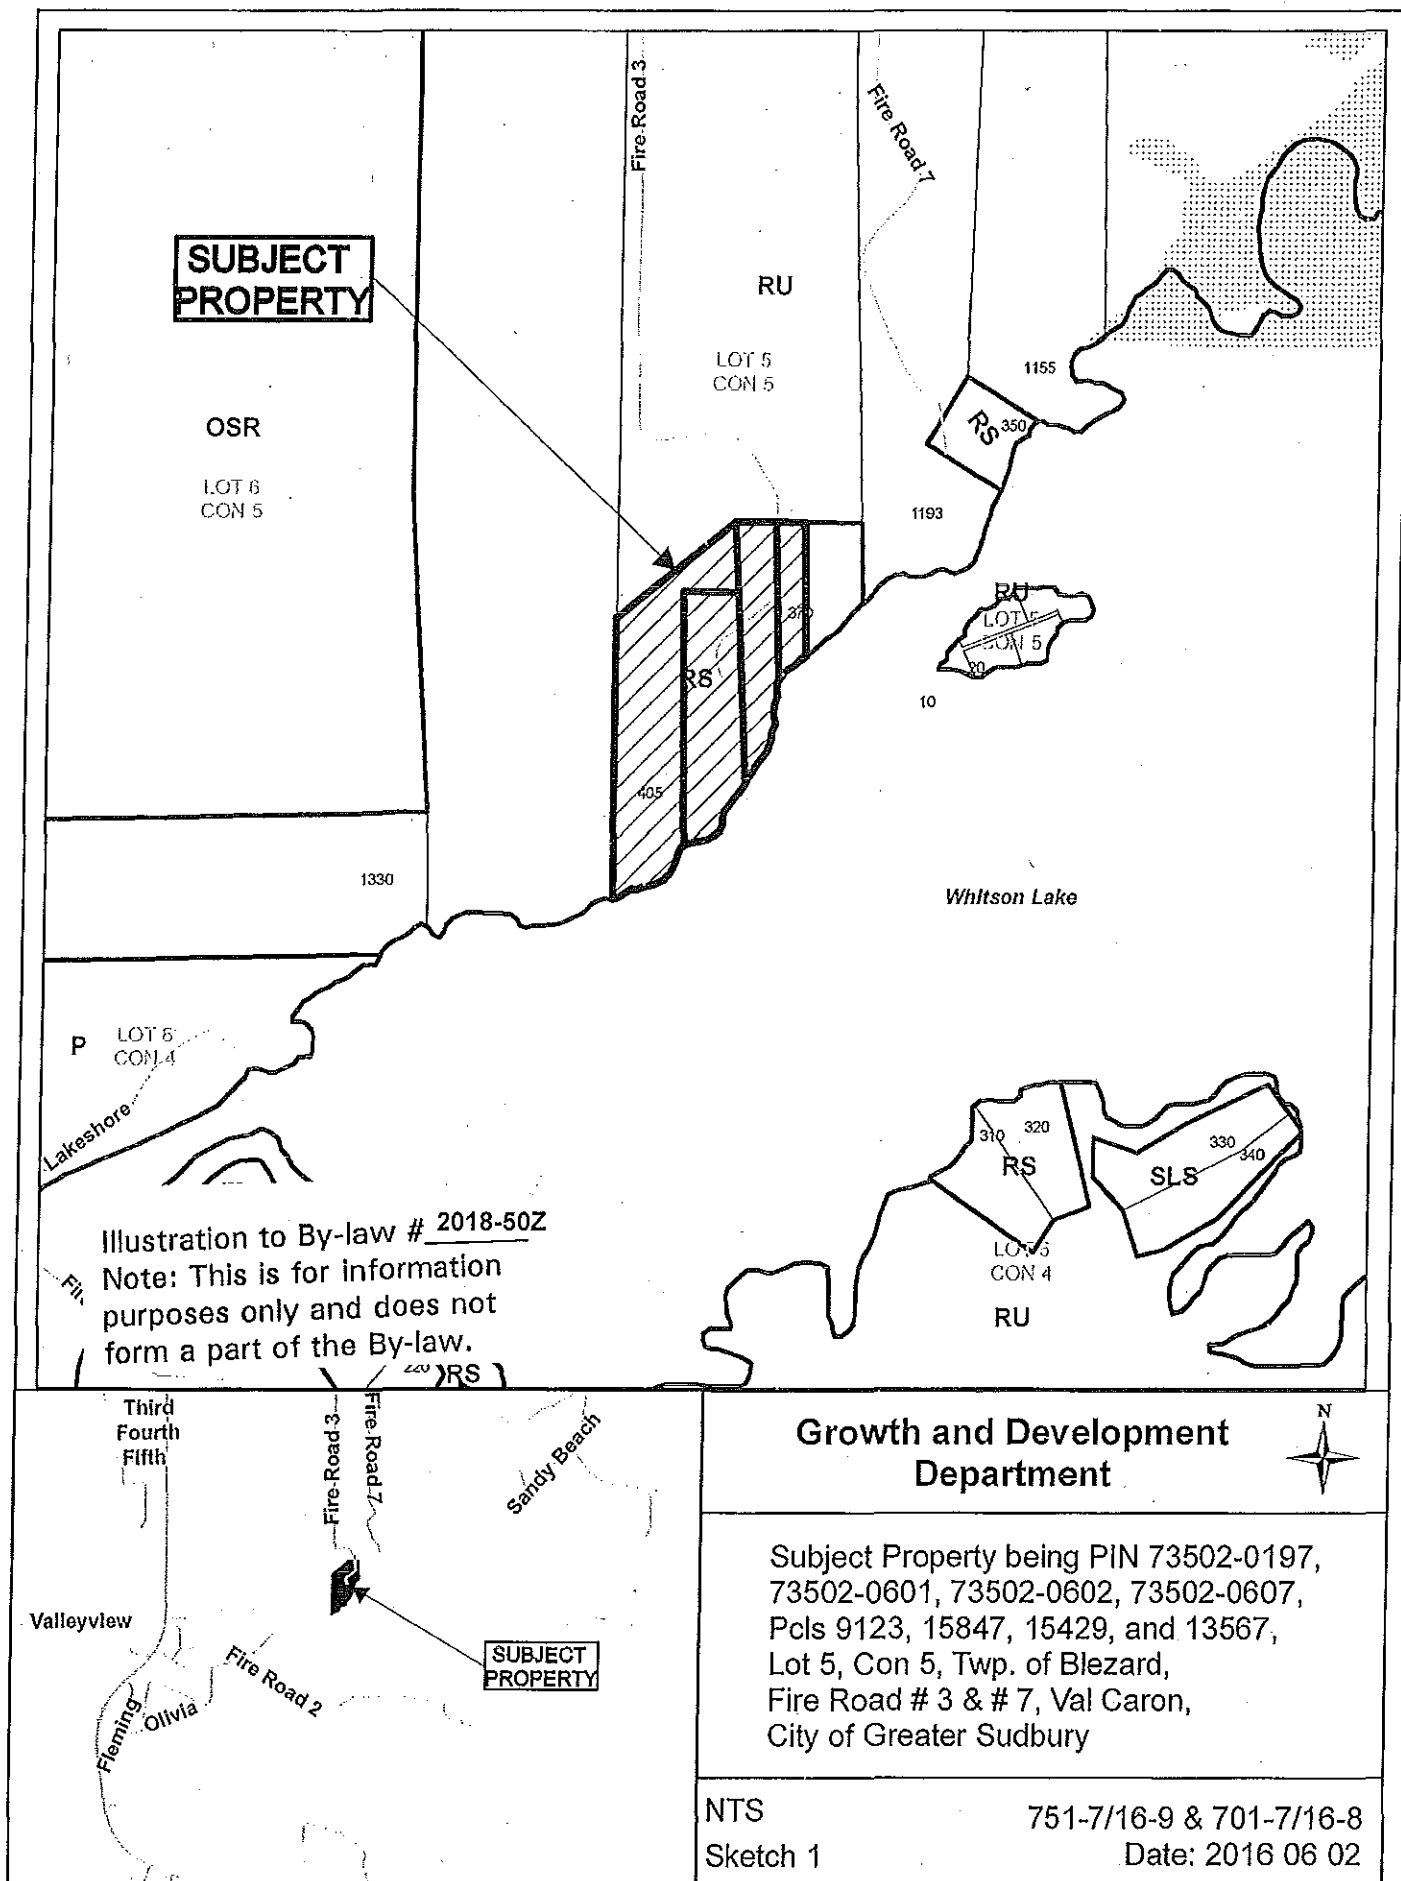 Fire Road 3
Fire Road 7
SUBJECT
PROPERTY
RU
LOT 5
CON 5
1155
OSR
RS
350
LOT 6
CON 5
1193
RU
LOT 5
CON 5
370
20
RS
10
405
1330
Whitson Lake
P
LOT 6
CON 4
Lakeshore
310
320
RS
330
340
SLS
CON 4
RU
Illustration to By-law # 2018-50Z
Note: This is for information
purposes only and does not
form a part of the By-law.
220
RS
Third
Fourth
Fifth
Fire Road 3
Fire Road 7
Sandy Beach
Valleyview
Fire Road 2
Olivia
Fleming
SUBJECT
PROPERTY
Growth and Development
Department
N
Subject Property being PIN 73502-0197,
73502-0601, 73502-0602, 73502-0607,
Pcls 9123, 15847, 15429, and 13567,
Lot 5, Con 5, Twp. of Blezard,
Fire Road # 3 & # 7, Val Caron,
City of Greater Sudbury
NTS
751-7/16-9 & 701-7/16-8
Sketch 1
Date: 2016 06 02